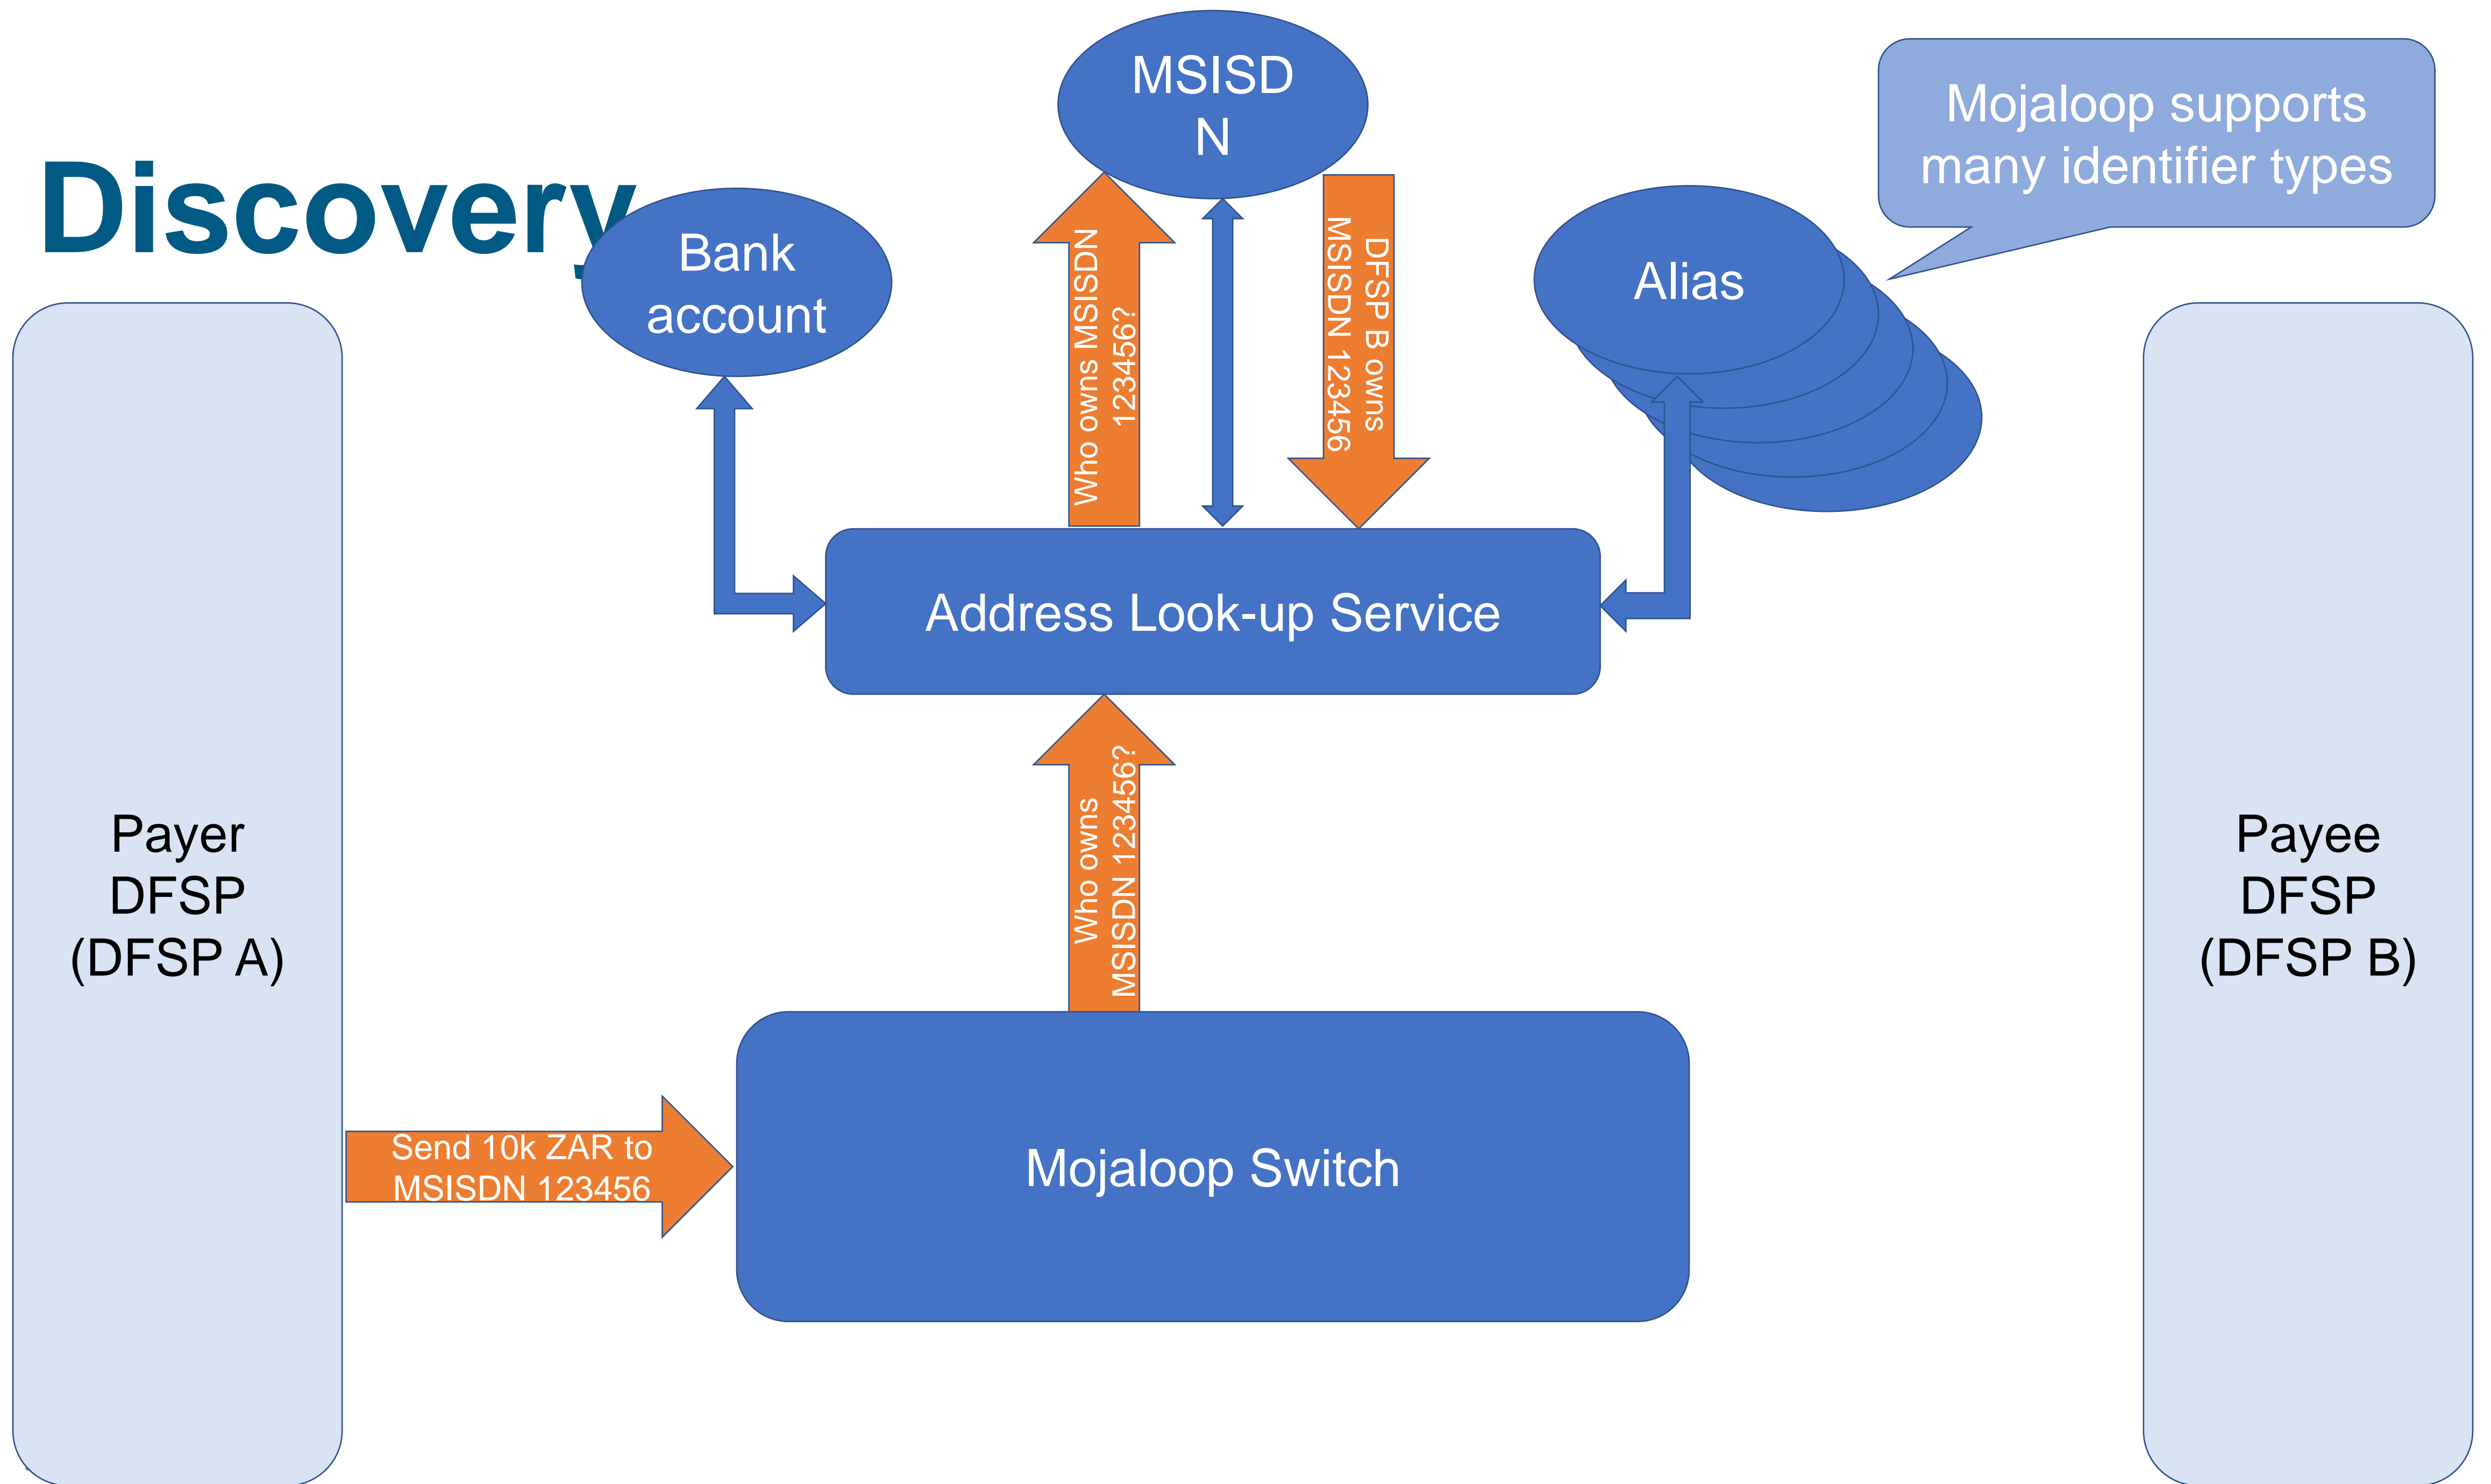 Discovery
MSISD
N
Mojaloop supports
many identifier types
Bank
account
Alias
Who owns MSISDN
123456?
DFSP B owns
MSISDN 123456
Address Look-up Service
Who owns
MSISDN 123456?
Payer
DFSP
(DFSP A)
Payee
DFSP
(DFSP B)
Send 10k ZAR to
MSISDN 123456
Mojaloop Switch